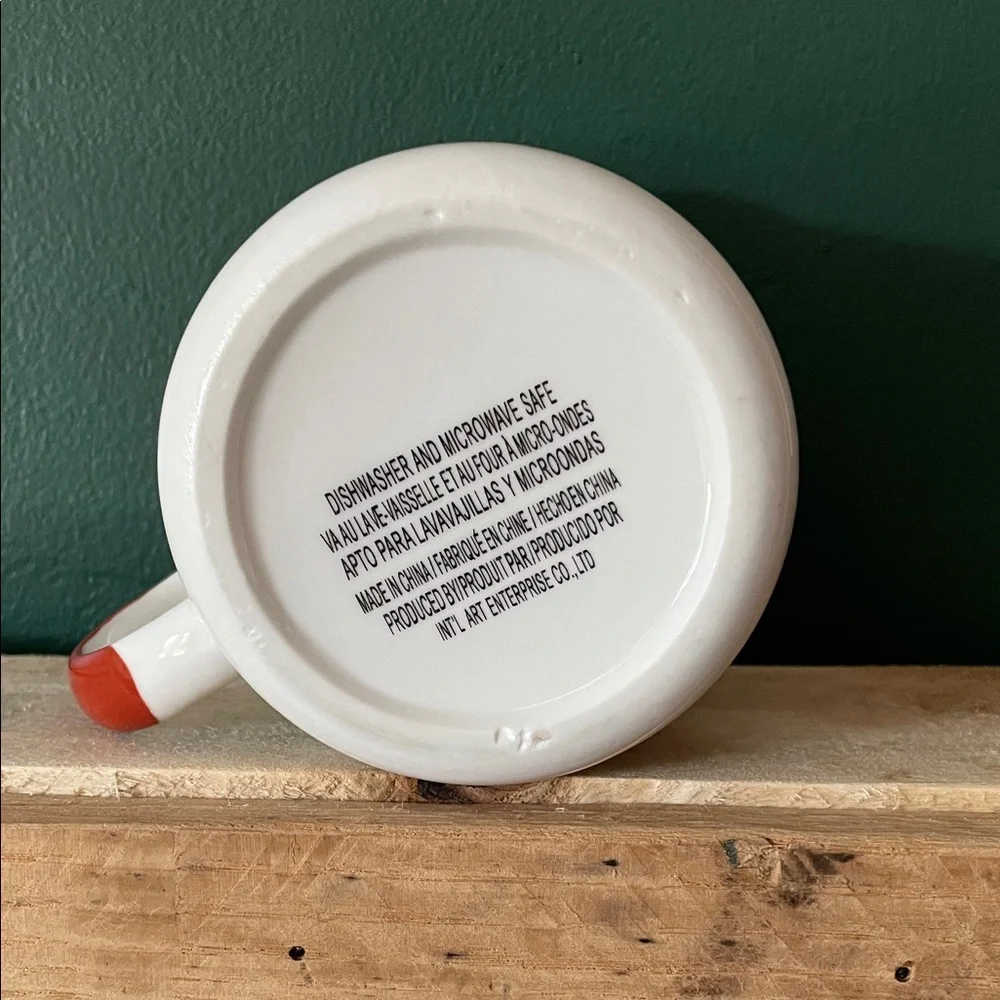 DISHWASHER AND MICROWAVE SAFE
VA AU LAVE-VAISSELLE ET AU FOUR À MICRO-ONDES
APTO PARA LAVAVAJILLAS Y MICROONDAS
MADE IN CHINA / FABRIQUÉ EN CHINE / HECHO EN CHINA
PRODUCED BY/PRODUIT PAR/PRODUCIDO POR
INT'L ART ENTERPRISE CO.,LTD